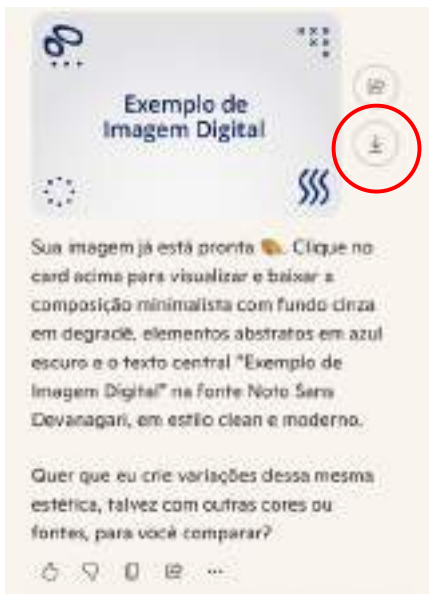 Exemplo de
Imagem Digital
Sua imagem já está pronta 🎨. Clique no
card acima para visualizar e baixar a
composição minimalista com fundo cinza
em degradê, elementos abstratos em azul
escuro e o texto central "Exemplo de
Imagem Digital" na fonte Noto Sans
Devanagari, em estilo clean e moderno.
Quer que eu crie variações dessa mesma
estética, talvez com outras cores ou
fontes, para você comparar?